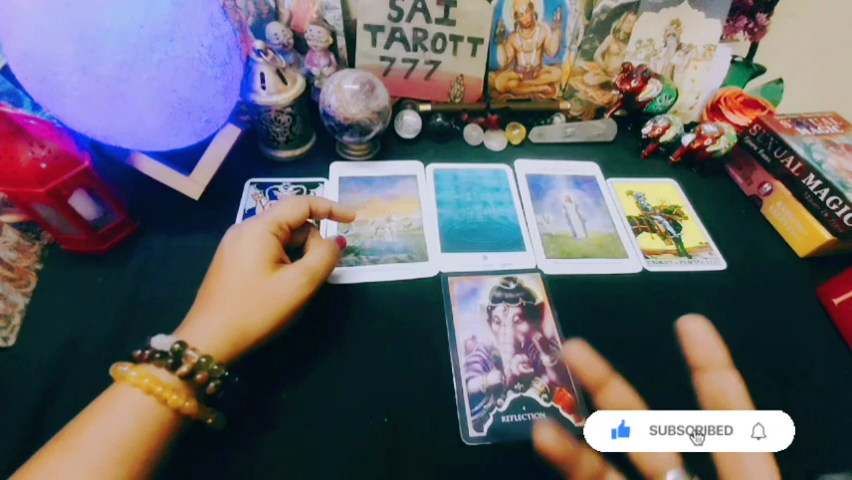 SAI
TAROTT
777
SEXUAL MAGIC
REFLECTION
SUBSCRIBED